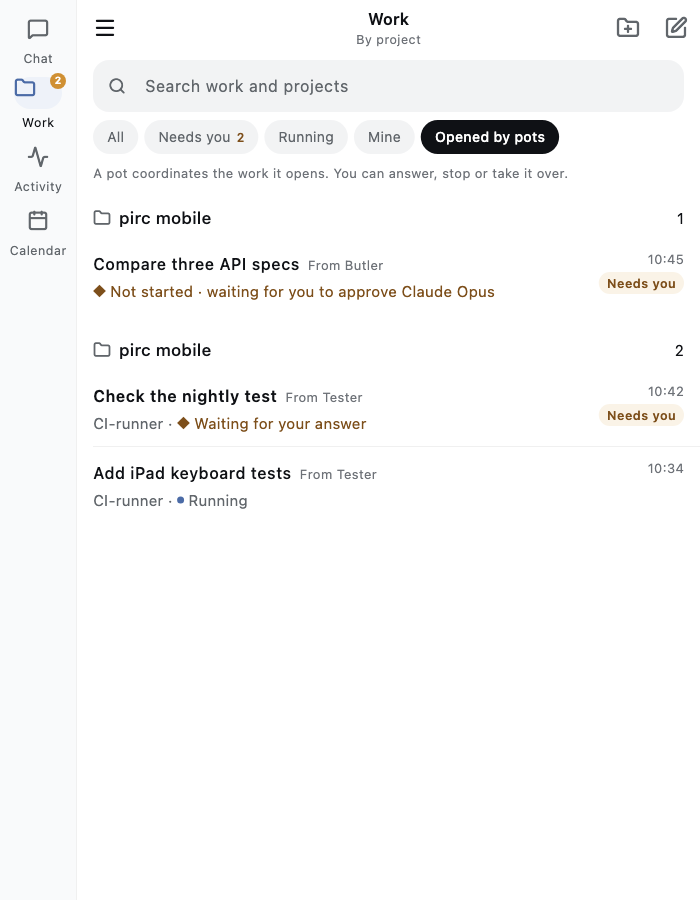 Chat
2
Work
Activity
Calendar
Work
By project
Search work and projects
All
Needs you 2
Running
Mine
Opened by pots
A pot coordinates the work it opens. You can answer, stop or take it over.
pirc mobile 1
Compare three API specs From Butler 10:45
Not started · waiting for you to approve Claude Opus Needs you
pirc mobile 2
Check the nightly test From Tester 10:42
CI-runner · Waiting for your answer Needs you
Add iPad keyboard tests From Tester 10:34
CI-runner · Running